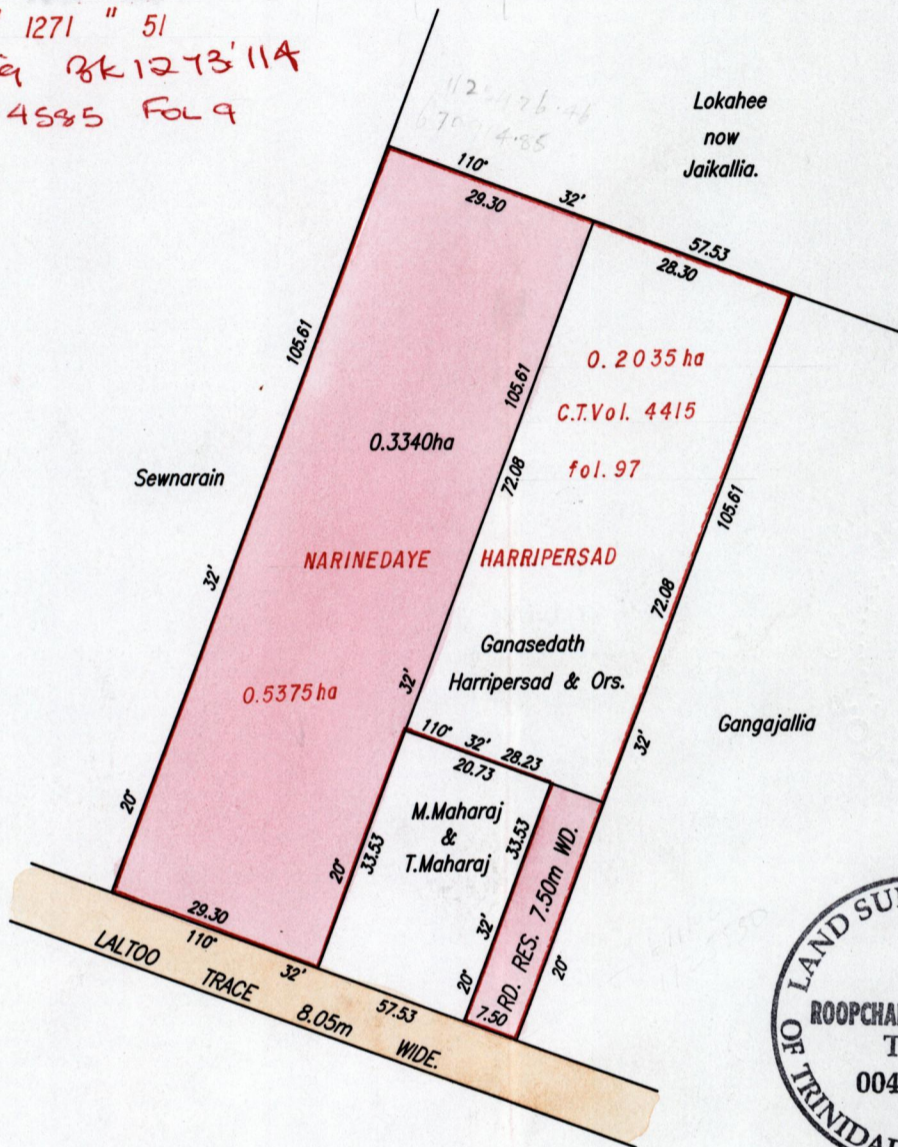 1271 " 51
BK 1273' 114
4585 FOL 9
Lokahee
now
Jaikallia.
110°
32'
29.30
57.53
28.30
105.61
105.61
0.2035 ha
C.T.Vol. 4415
fol. 97
0.3340ha
72.08
105.61
Sewnarain
NARINEDAYE HARRIPERSAD
32'
72.08
Ganasedath
Harripersad & Ors.
0.5375 ha
32'
Gangajallia
32'
110° 32' 28.23
20.73
M.Maharaj
&
T.Maharaj
20°
33.53
20°
33.53
32'
20°
RD. RES. 7.50m WD.
20°
29.30
110°
32'
57.53
7.50
LALTOO TRACE
8.05m WIDE.
LAND
OF
004